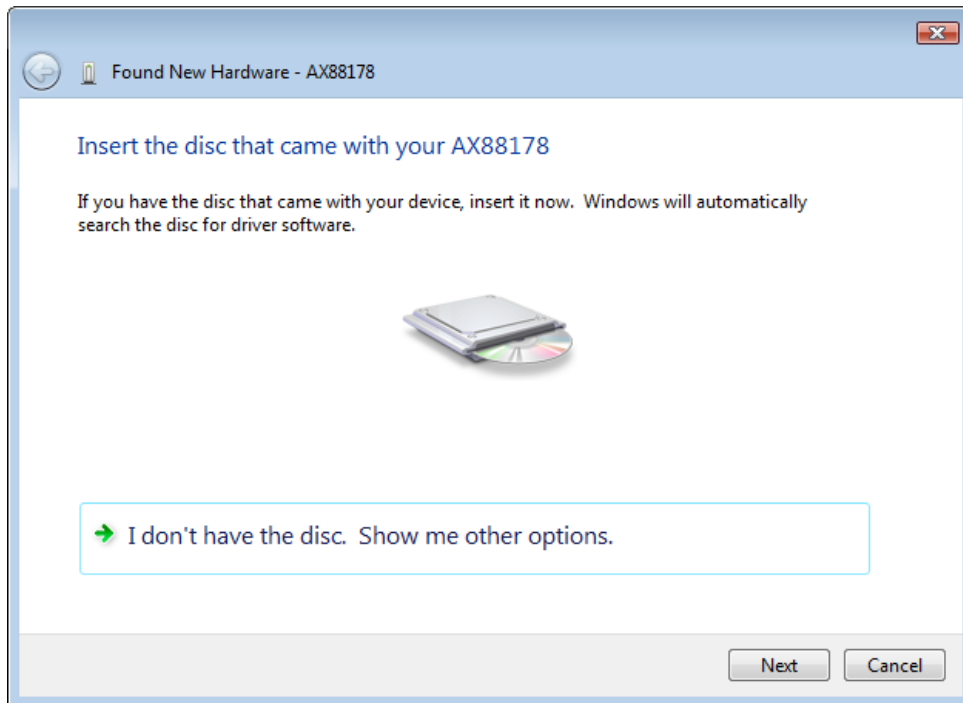 Found New Hardware - AX88178
Insert the disc that came with your AX88178
If you have the disc that came with your device, insert it now.  Windows will automatically
search the disc for driver software.
I don't have the disc.  Show me other options.
Next
Cancel